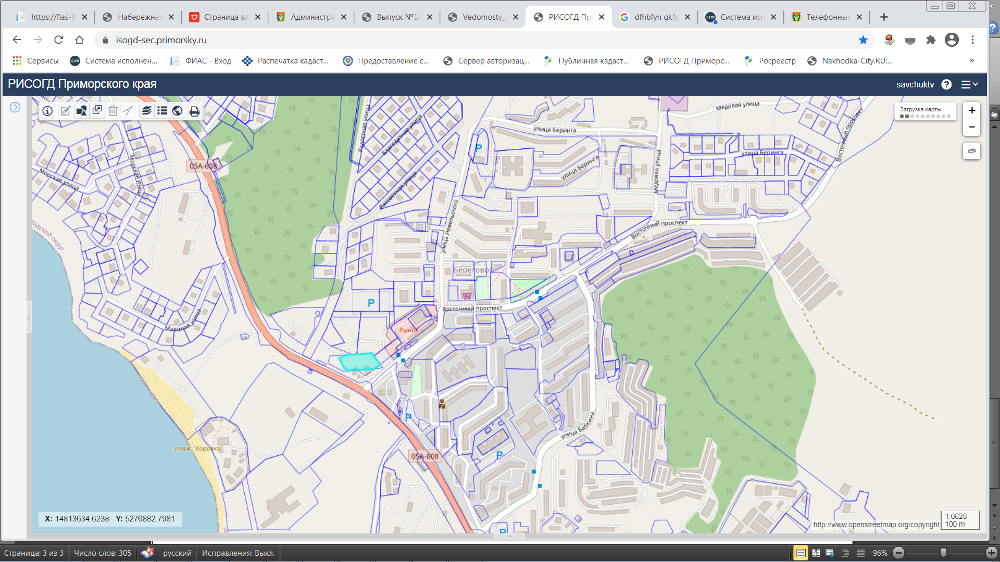 https://fias-l
Набережная
Страница вх
Администра
Выпуск №14
Vedomosty_
РИСОГД Пр
dfhbfyn gkfy
Система исп
Телефонный
isogd-sec.primorsky.ru
Сервисы
Система исполнен...
ФИАС - Вход
Распечатка кадаст...
Предоставление с...
Сервер авторизац...
Публичная кадаст...
РИСОГД Приморс...
Росреестр
Nakhodka-City.RU:...
»
РИСОГД Приморского края
savchuktv
Загрузка карты...
+
−
Медовая улица
Восточный проспект
улица Беринга
Радостная улица
Благодатная улица
улица Беринга
Морская улица
Морская улица
05А-608
улица Беринга
Медовая улица
Рассветная улица
улица Невельского
Восточный проспект
родской округ
Береговой
P
P
Восточный проспект
Маячная улица
Рынок
P
улица Бабкина
пляж "Коровка"
05А-608
P
P
X: 14813634.6238 Y: 5276882.7981
http://www.openstreetmap.org/copyright
1:6628
100 m
Страница: 3 из 3
Число слов: 305
русский
Исправления: Выкл.
96%